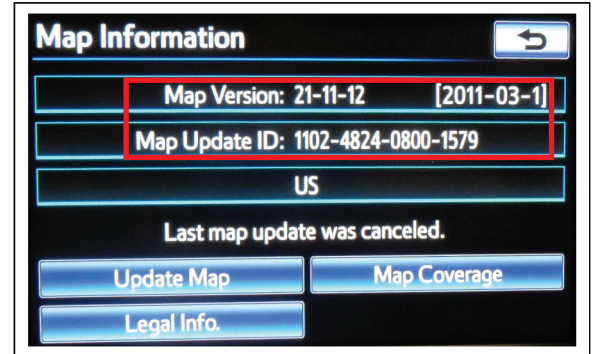 Map Information
Map Version: 21-11-12 [2011-03-1]
Map Update ID: 1102-4824-0800-1579
US
Last map update was canceled.
Update Map Map Coverage
Legal Info.